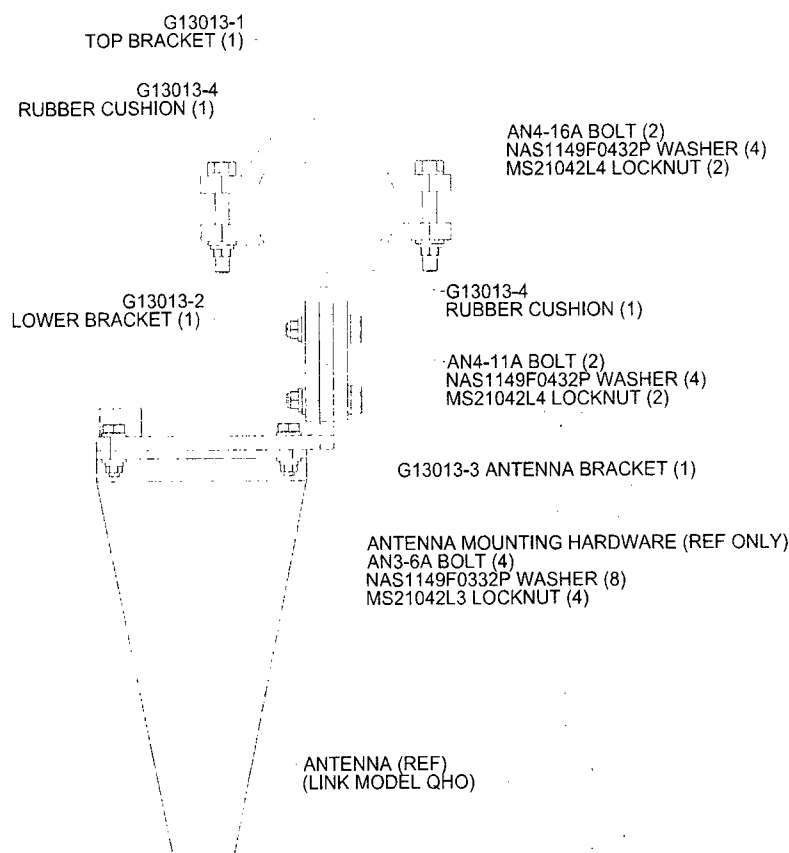 G13013-1
TOP BRACKET (1)
G13013-4
RUBBER CUSHION (1)
AN4-16A BOLT (2)
NAS1149F0432P WASHER (4)
MS21042L4 LOCKNUT (2)
G13013-2
LOWER BRACKET (1)
G13013-4
RUBBER CUSHION (1)
AN4-11A BOLT (2)
NAS1149F0432P WASHER (4)
MS21042L4 LOCKNUT (2)
G13013-3 ANTENNA BRACKET (1)
ANTENNA MOUNTING HARDWARE (REF ONLY)
AN3-6A BOLT (4)
NAS1149F0332P WASHER (8)
MS21042L3 LOCKNUT (4)
ANTENNA (REF)
(LINK MODEL QHO)